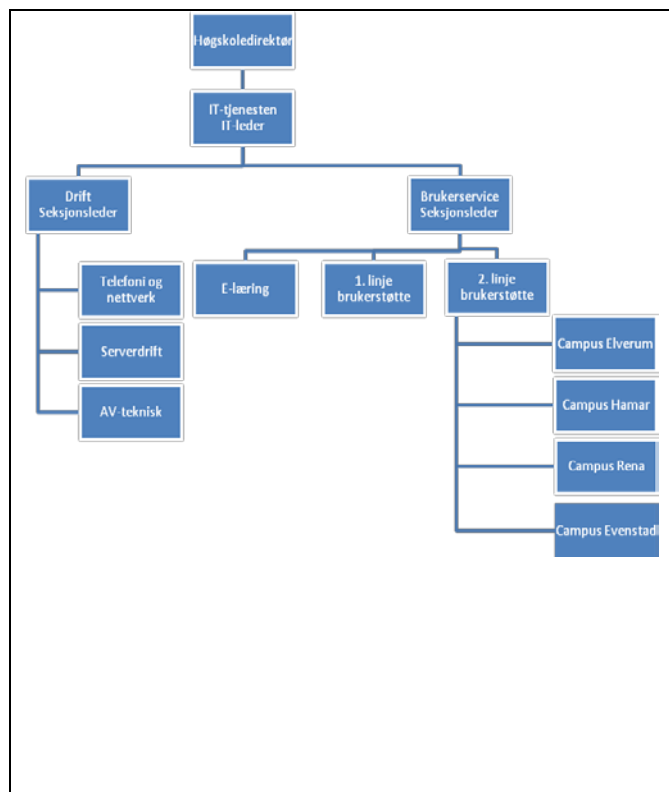 Høgskoledirektør
IT-tjenesten
IT-leder
Drift
Seksjonsleder
Brukerservice
Seksjonsleder
Telefoni og
nettverk
Serverdrift
AV-teknisk
E-læring
1. linje
brukerstøtte
2. linje
brukerstøtte
Campus Elverum
Campus Hamar
Campus Rena
Campus Evenstad